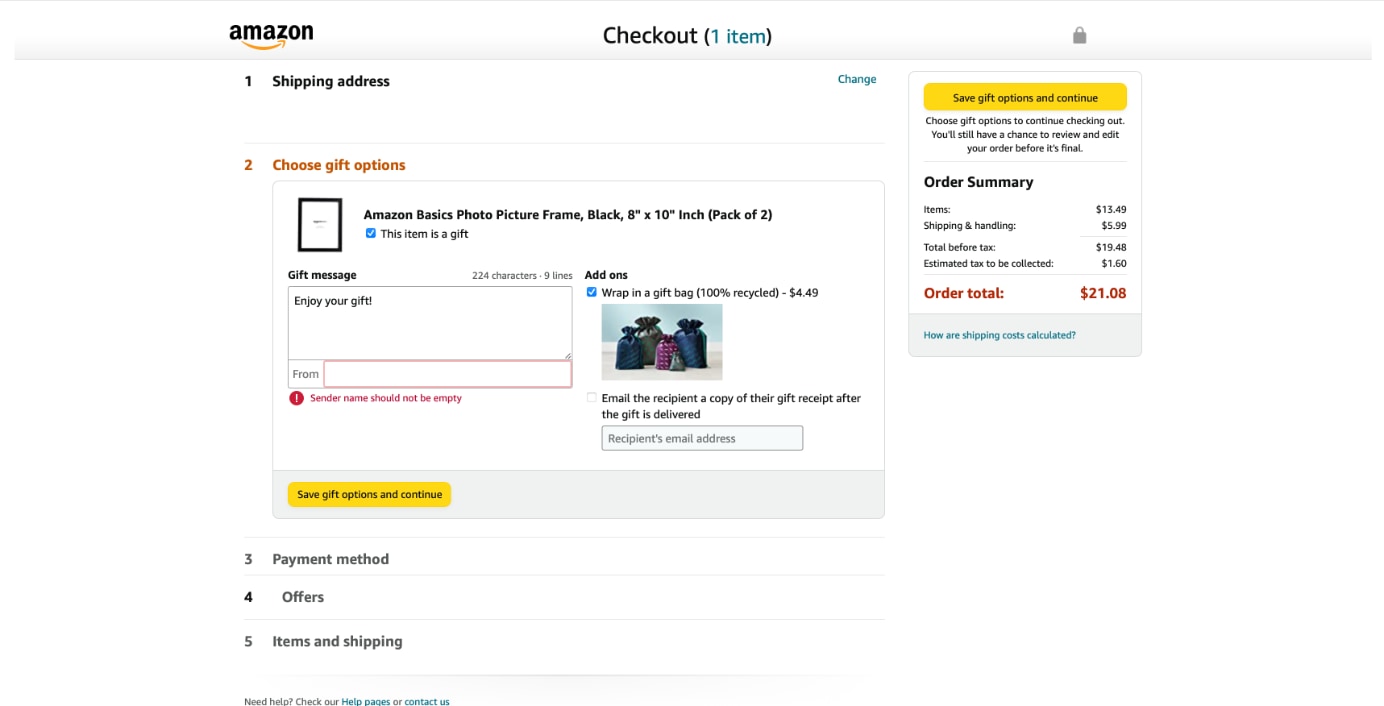 amazon
Checkout (1 item)
1 Shipping address
Change
2 Choose gift options
Amazon Basics Photo Picture Frame, Black, 8" x 10" Inch (Pack of 2)
This item is a gift
Gift message
224 characters · 9 lines
Enjoy your gift!
From
Sender name should not be empty
Add ons
Wrap in a gift bag (100% recycled) - $4.49
Email the recipient a copy of their gift receipt after
the gift is delivered
Recipient's email address
Save gift options and continue
3 Payment method
4 Offers
5 Items and shipping
Need help? Check our Help pages or contact us
Save gift options and continue
Choose gift options to continue checking out.
You'll still have a chance to review and edit
your order before it's final.
Order Summary
Items: $13.49
Shipping & handling: $5.99
Total before tax: $19.48
Estimated tax to be collected: $1.60
Order total: $21.08
How are shipping costs calculated?